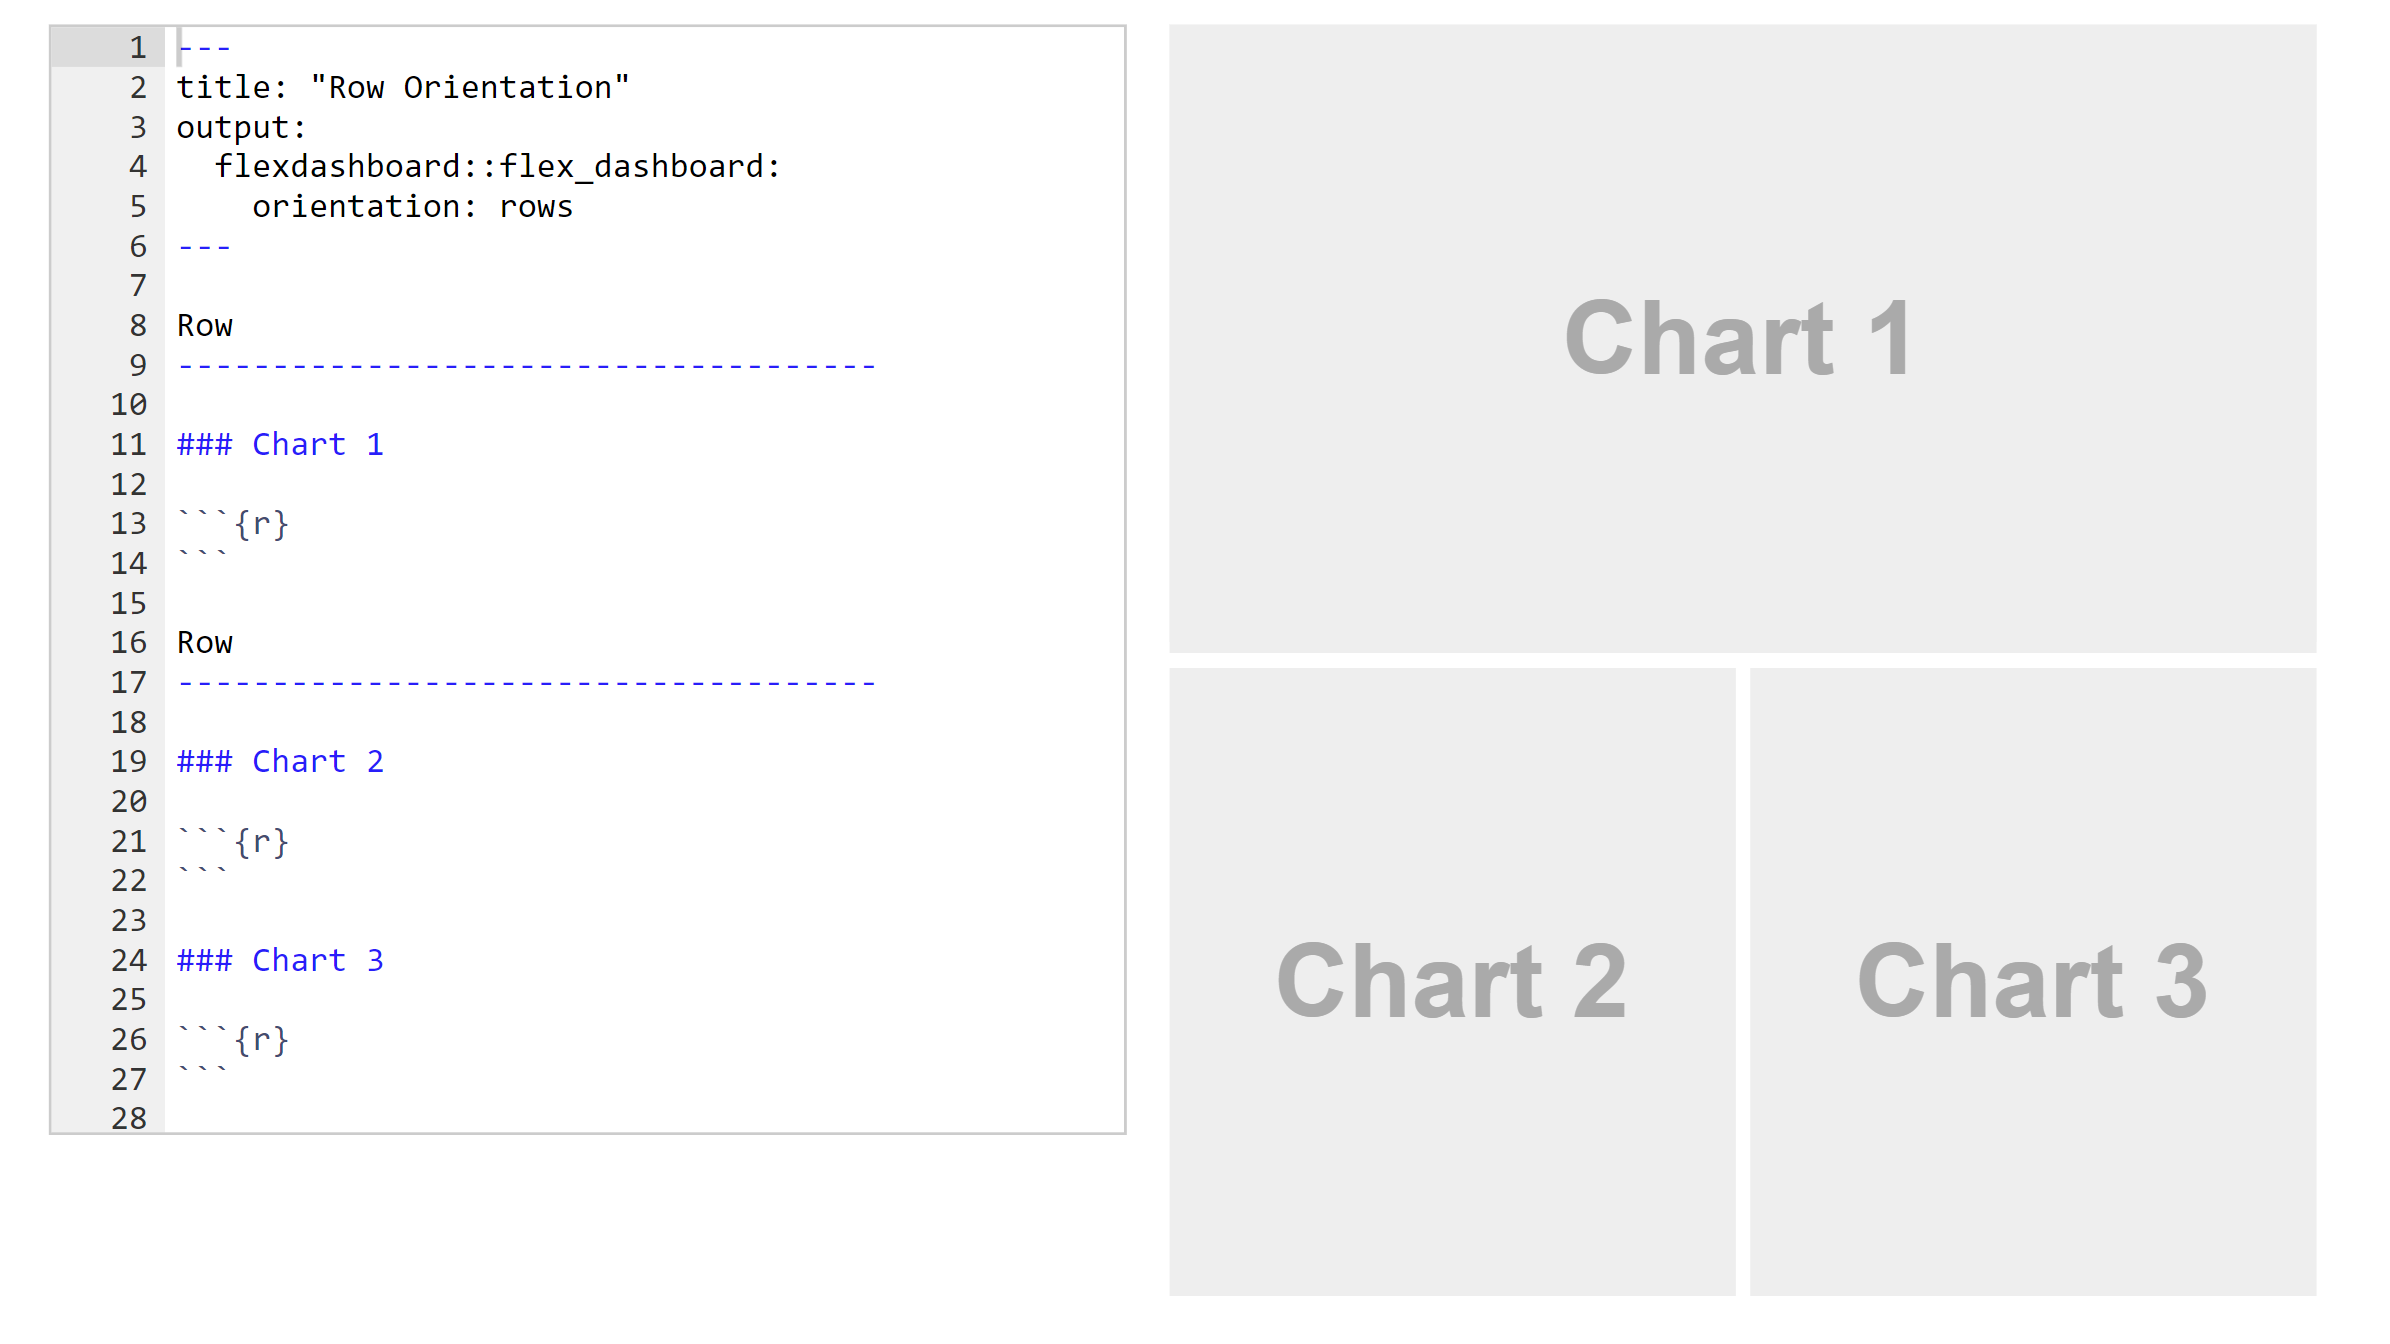 1 ---
2 title: "Row Orientation"
3 output:
4   flexdashboard::flex_dashboard:
5     orientation: rows
6 ---
7
8 Row
9 -------------------------------------
10
11 ### Chart 1
12
13 ```{r}
14 ```
15
16 Row
17 -------------------------------------
18
19 ### Chart 2
20
21 ```{r}
22 ```
23
24 ### Chart 3
25
26 ```{r}
27 ```
28
Chart 1
Chart 2
Chart 3